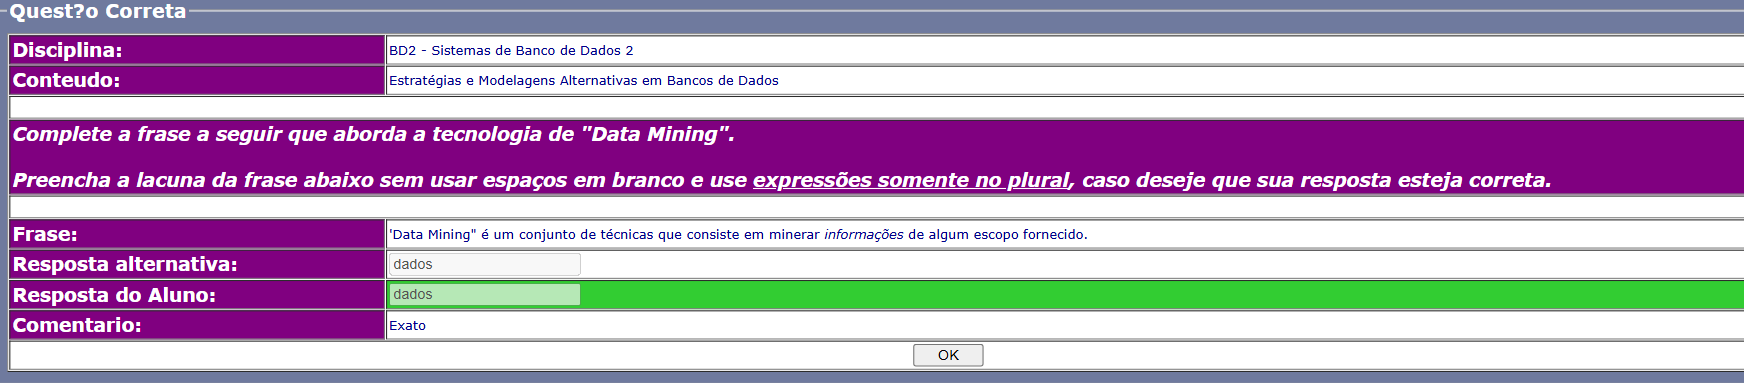 Quest?o Correta
Disciplina: BD2 - Sistemas de Banco de Dados 2
Conteudo: Estratégias e Modelagens Alternativas em Bancos de Dados
Complete a frase a seguir que aborda a tecnologia de "Data Mining".
Preencha a lacuna da frase abaixo sem usar espaços em branco e use expressões somente no plural, caso deseje que sua resposta esteja correta.
Frase: 'Data Mining" é um conjunto de técnicas que consiste em minerar informações de algum escopo fornecido.
Resposta alternativa: dados
Resposta do Aluno: dados
Comentario: Exato
OK